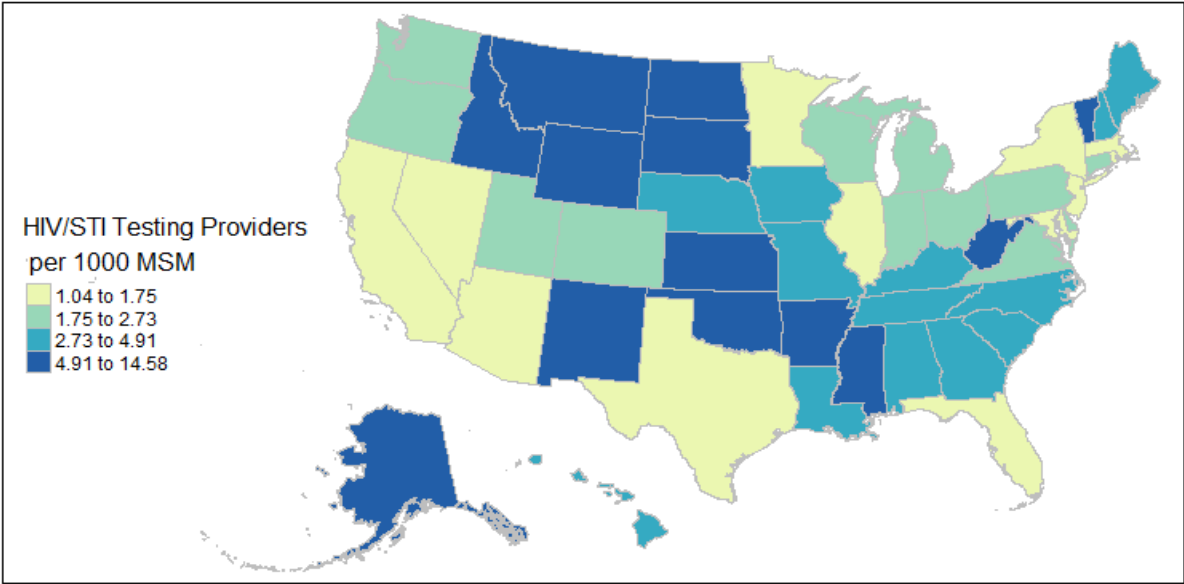 HIV/STI Testing Providers
per 1000 MSM
1.04 to 1.75
1.75 to 2.73
2.73 to 4.91
4.91 to 14.58